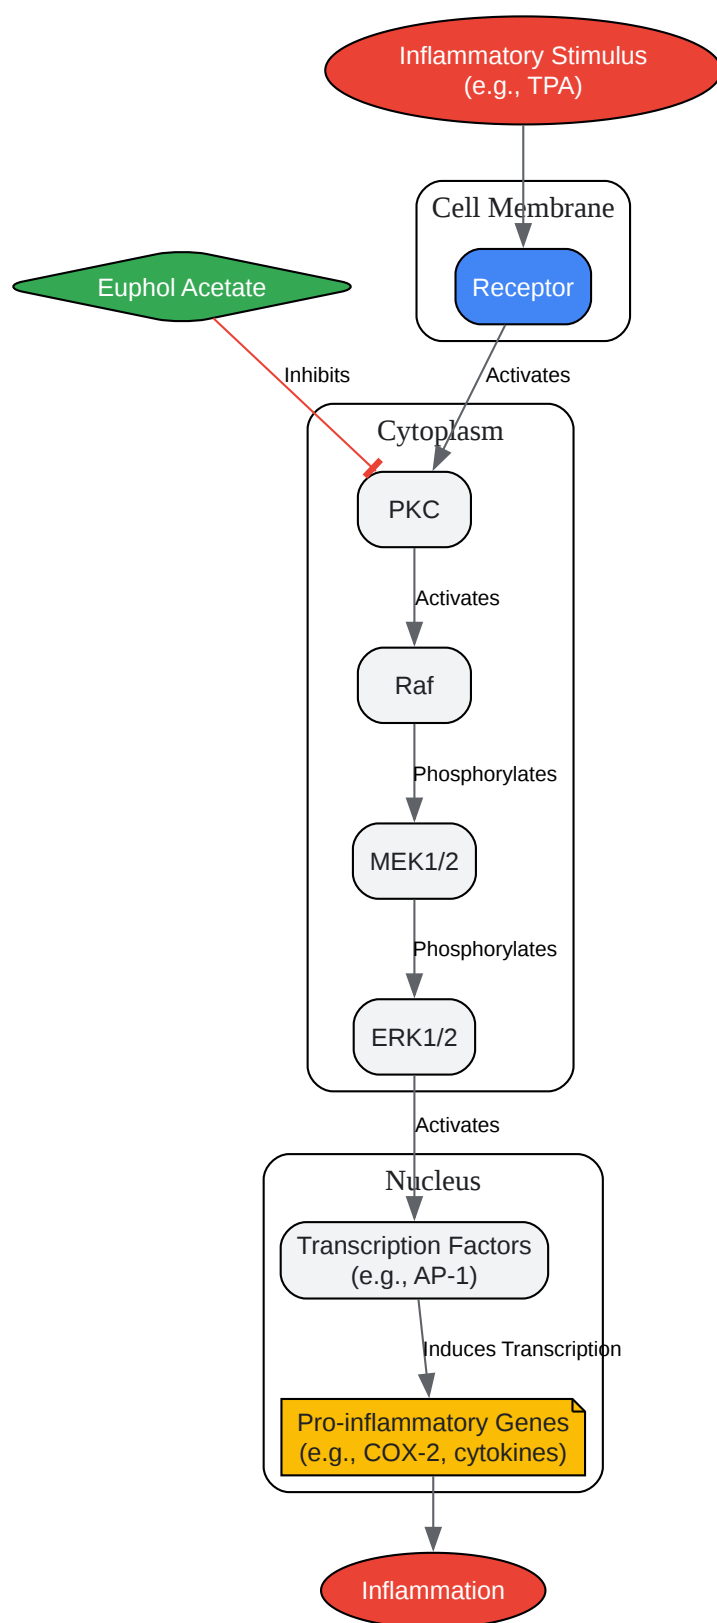 Inflammatory Stimulus
(e.g., TPA)
Cell Membrane
Receptor
Euphol Acetate
Inhibits
Activates
Cytoplasm
PKC
Activates
Raf
Phosphorylates
MEK1/2
Phosphorylates
ERK1/2
Activates
Nucleus
Transcription Factors
(e.g., AP-1)
Induces Transcription
Pro-inflammatory Genes
(e.g., COX-2, cytokines)
Inflammation